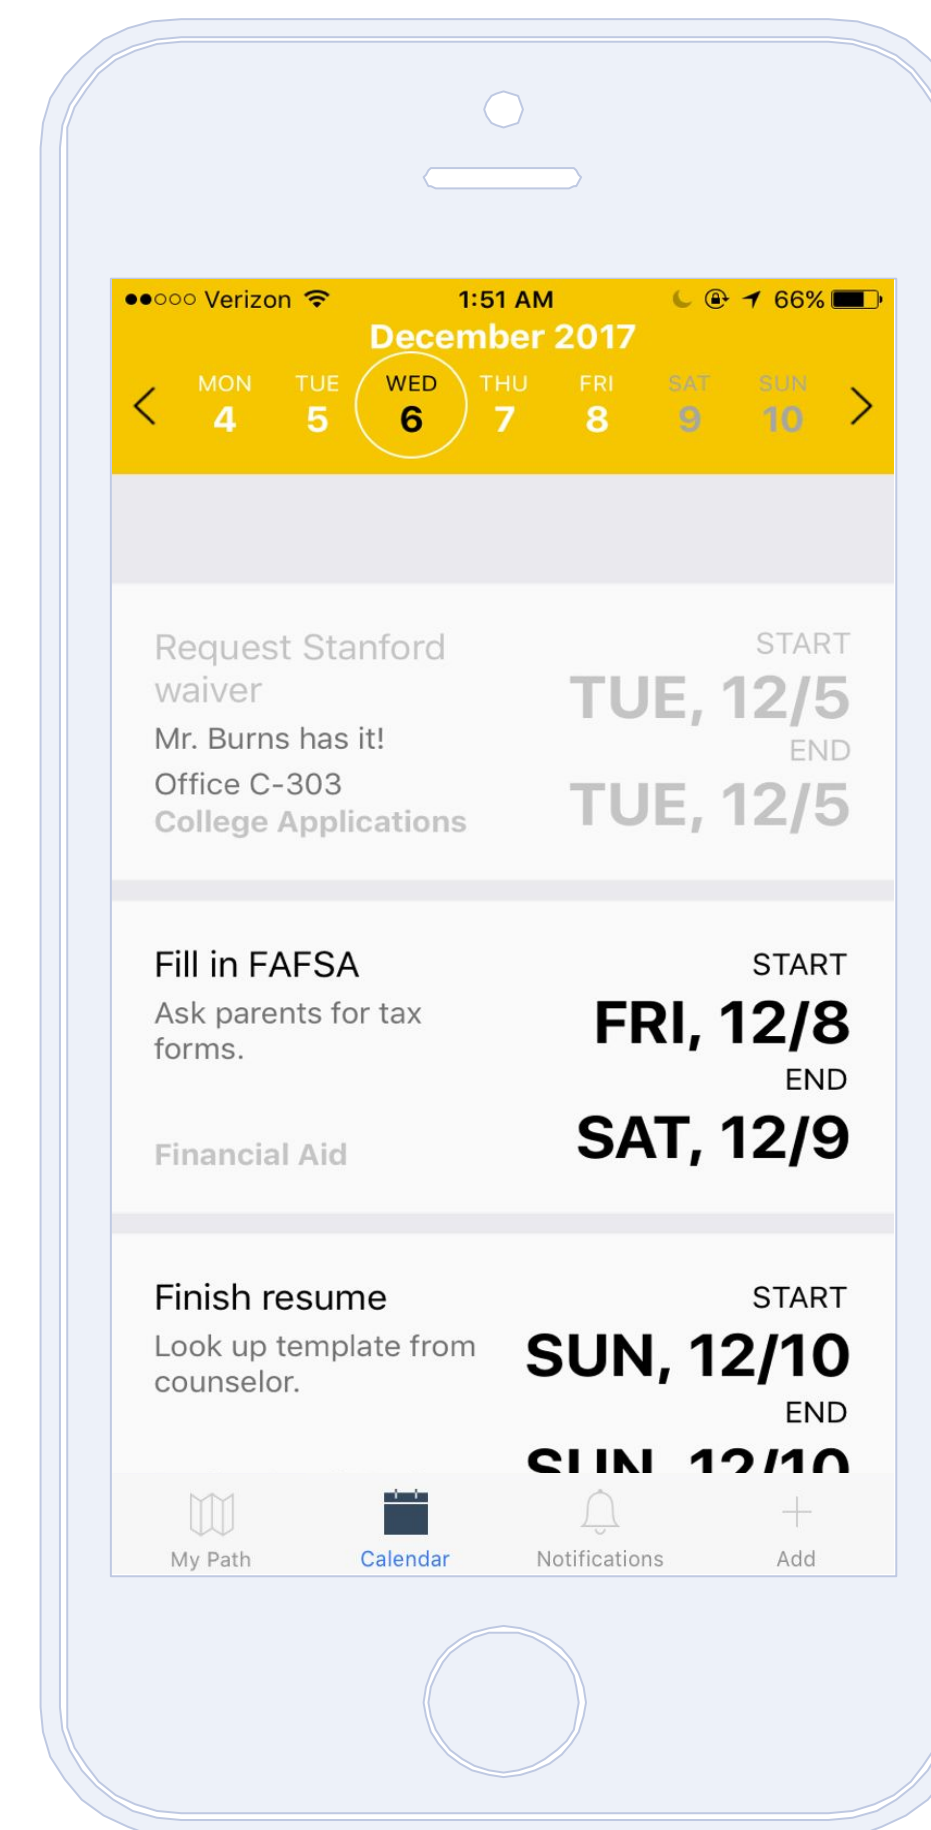 Verizon 1:51 AM 66%
December 2017
MON TUE WED THU FRI SAT SUN
4 5 6 7 8 9 10
Request Stanford
waiver
Mr. Burns has it!
Office C-303
College Applications
START
TUE, 12/5
END
TUE, 12/5
Fill in FAFSA
Ask parents for tax
forms.
Financial Aid
START
FRI, 12/8
END
SAT, 12/9
Finish resume
Look up template from
counselor.
START
SUN, 12/10
END
SUN, 12/10
My Path Calendar Notifications Add